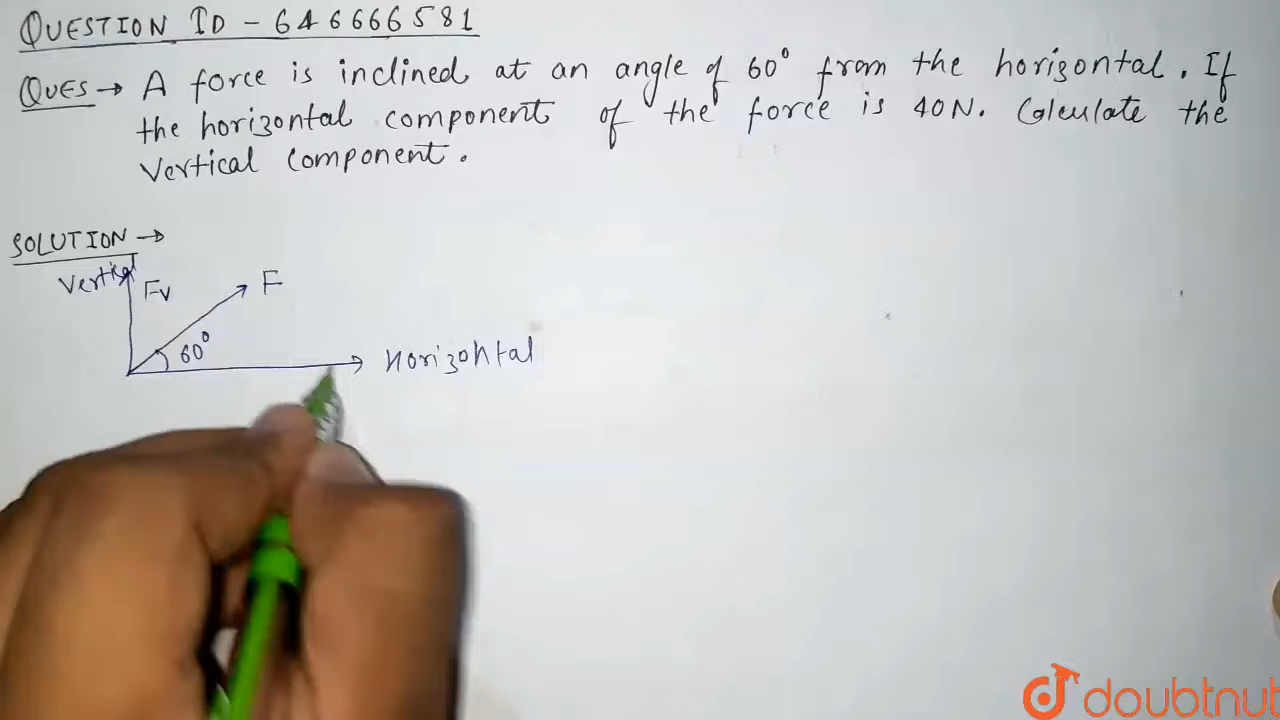 QUESTION ID - 646666581
QUES → A force is inclined at an angle of 60° from the horizontal. If
the horizontal component of the force is 40N. Calculate the
Vertical component.
SOLUTION →
Vertical
Fv
F
60°
Horizontal
doubtnut